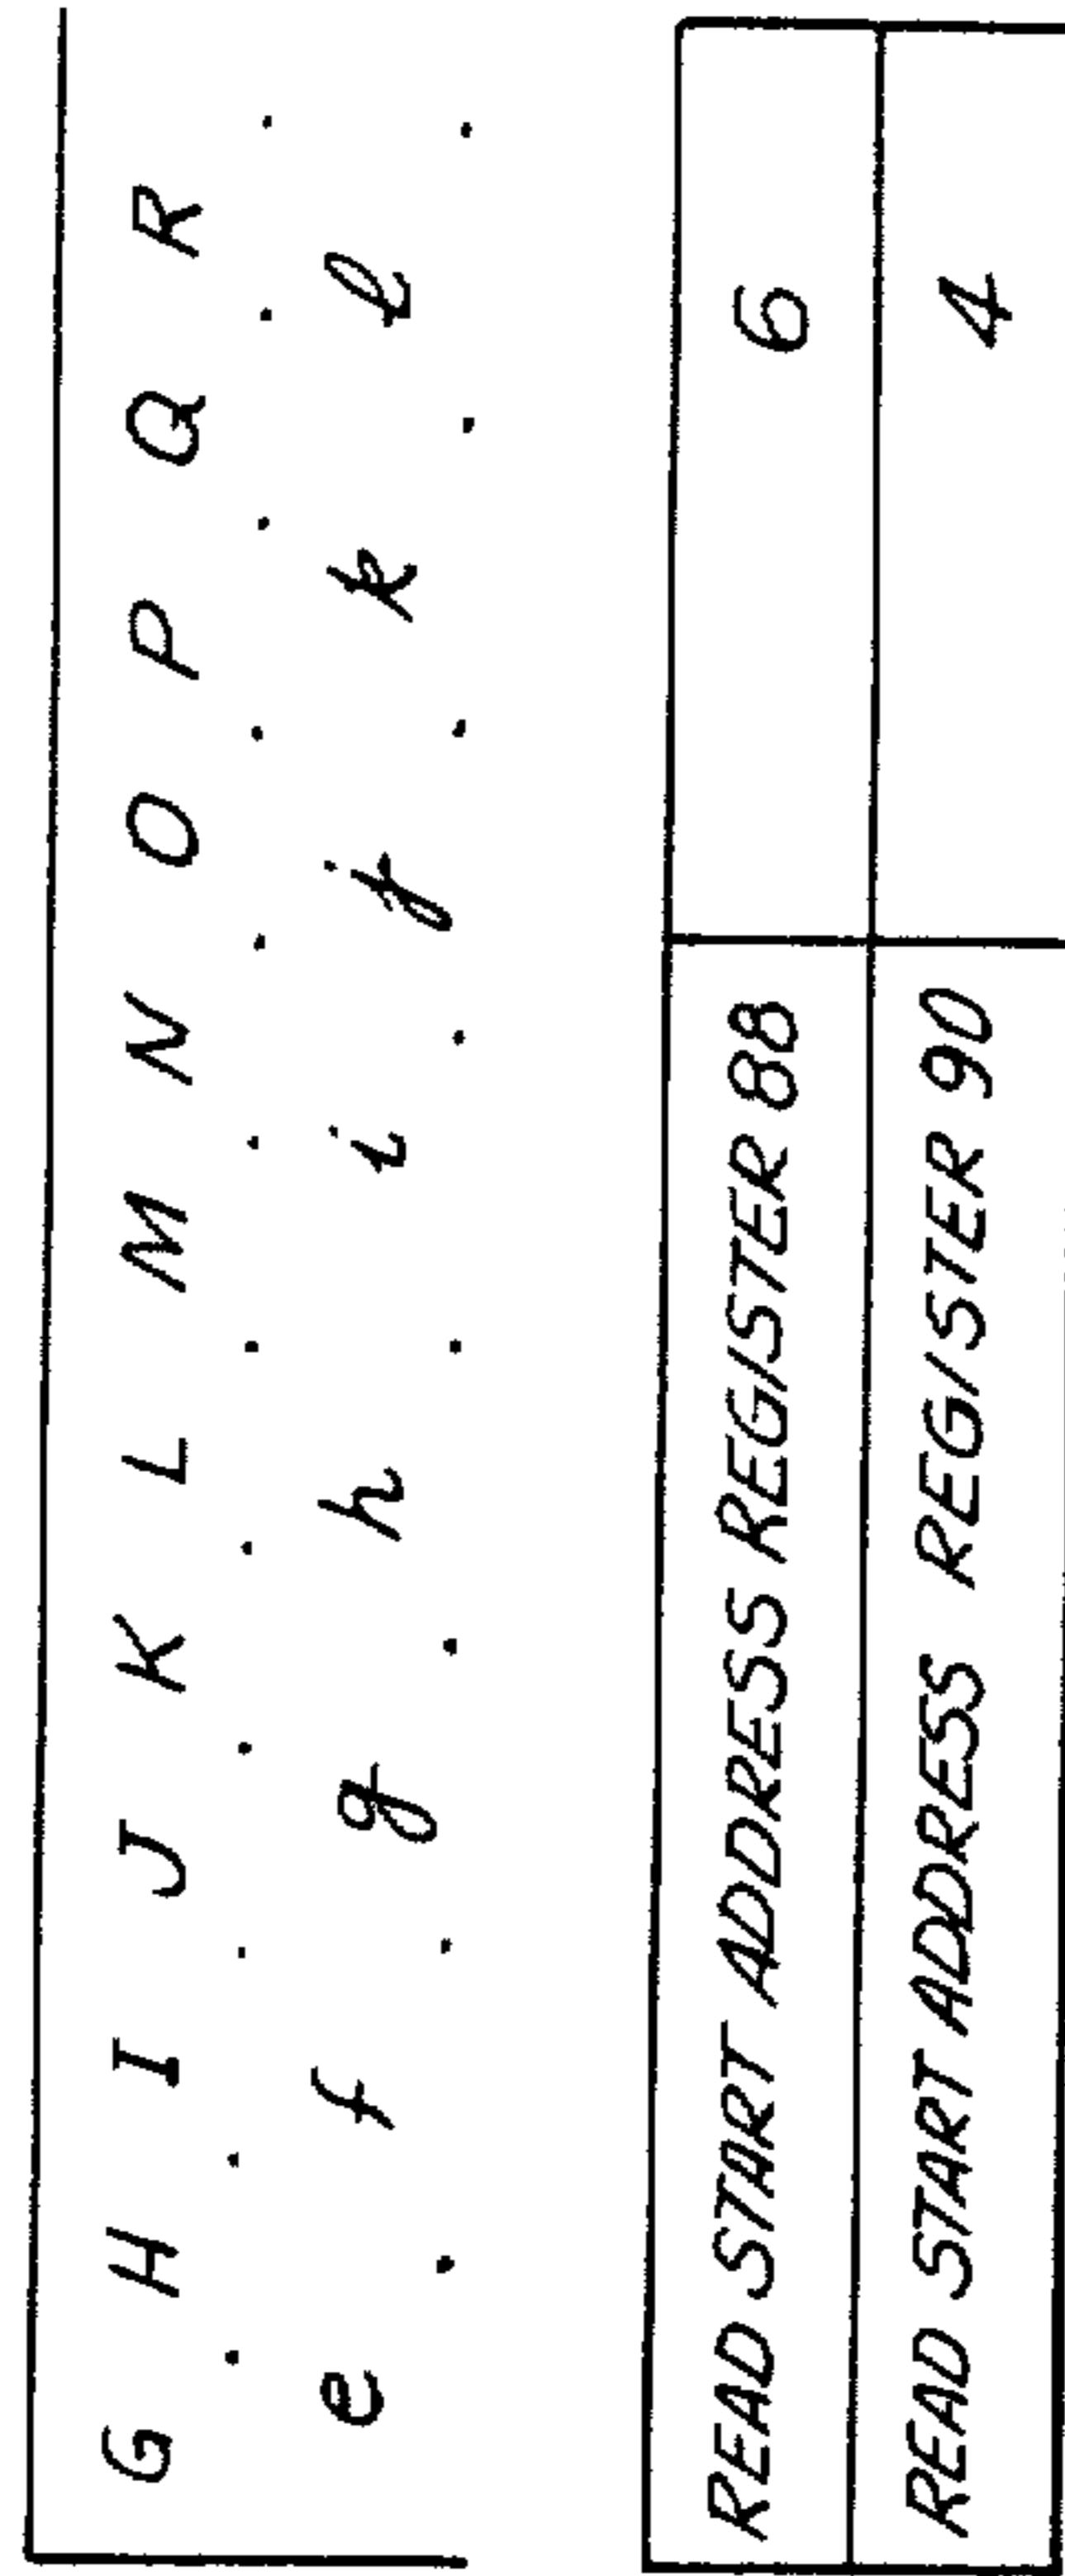 G H I J K L M N O P Q R
. . . . . . . . . . . .
e f g h i j k l
. . . . . . . .
READ START ADDRESS REGISTER 88 6
READ START ADDRESS REGISTER 90 4